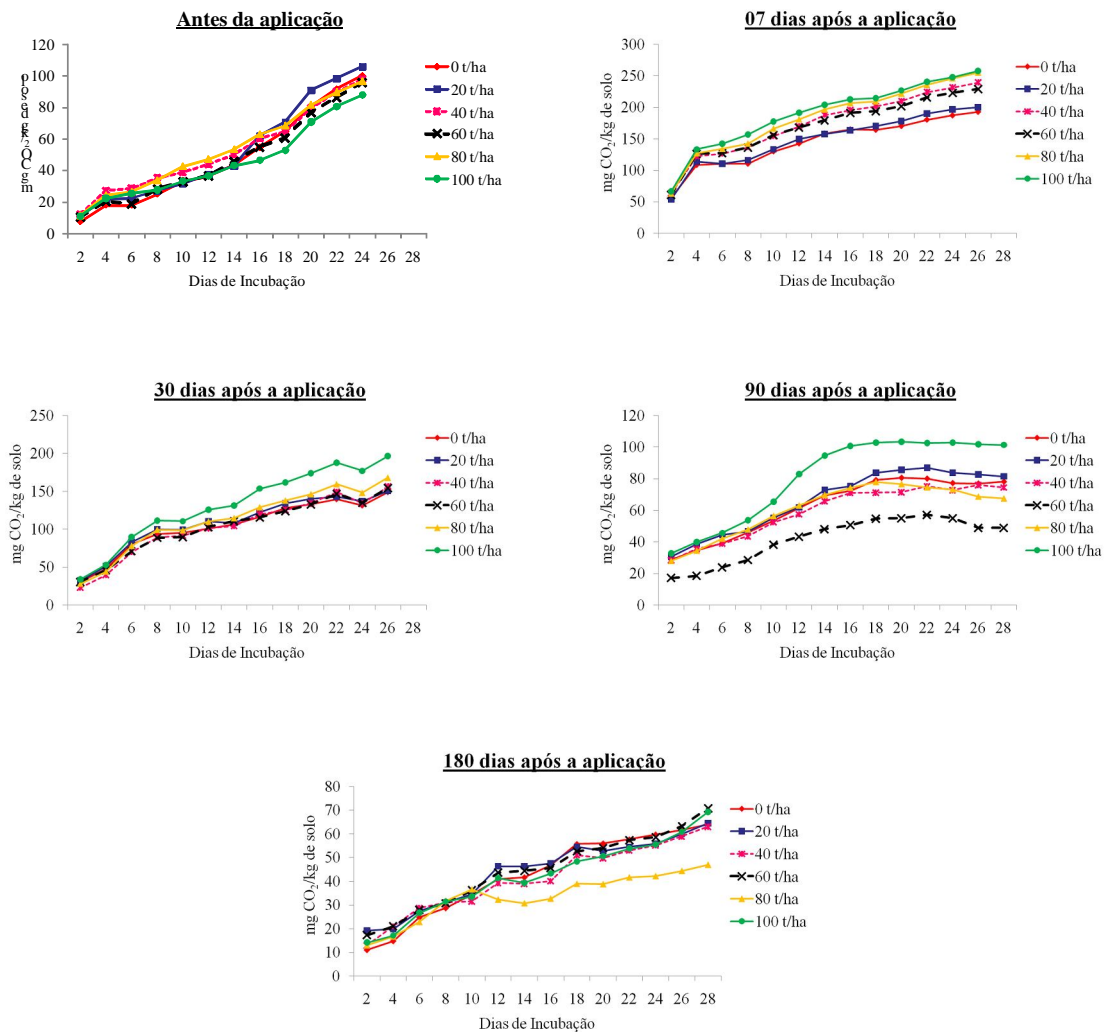 Antes da aplicação
120
100
80
60
40
20
0
2 4 6 8 10 12 14 16 18 20 22 24 26 28
Dias de Incubação
0 t/ha
20 t/ha
40 t/ha
60 t/ha
80 t/ha
100 t/ha
07 dias após a aplicação
mg CO₂/kg de solo
300
250
200
150
100
50
0
2 4 6 8 10 12 14 16 18 20 22 24 26 28
Dias de Incubação
0 t/ha
20 t/ha
40 t/ha
60 t/ha
80 t/ha
100 t/ha
30 dias após a aplicação
mg CO₂/kg de solo
250
200
150
100
50
0
2 4 6 8 10 12 14 16 18 20 22 24 26 28
Dias de Incubação
0 t/ha
20 t/ha
40 t/ha
60 t/ha
80 t/ha
100 t/ha
90 dias após a aplicação
mg CO₂/kg de solo
120
100
80
60
40
20
0
2 4 6 8 10 12 14 16 18 20 22 24 26 28
Dias de Incubação
0 t/ha
20 t/ha
40 t/ha
60 t/ha
80 t/ha
100 t/ha
180 dias após a aplicação
mg CO₂/kg de solo
80
70
60
50
40
30
20
10
0
2 4 6 8 10 12 14 16 18 20 22 24 26 28
Dias de Incubação
0 t/ha
20 t/ha
40 t/ha
60 t/ha
80 t/ha
100 t/ha